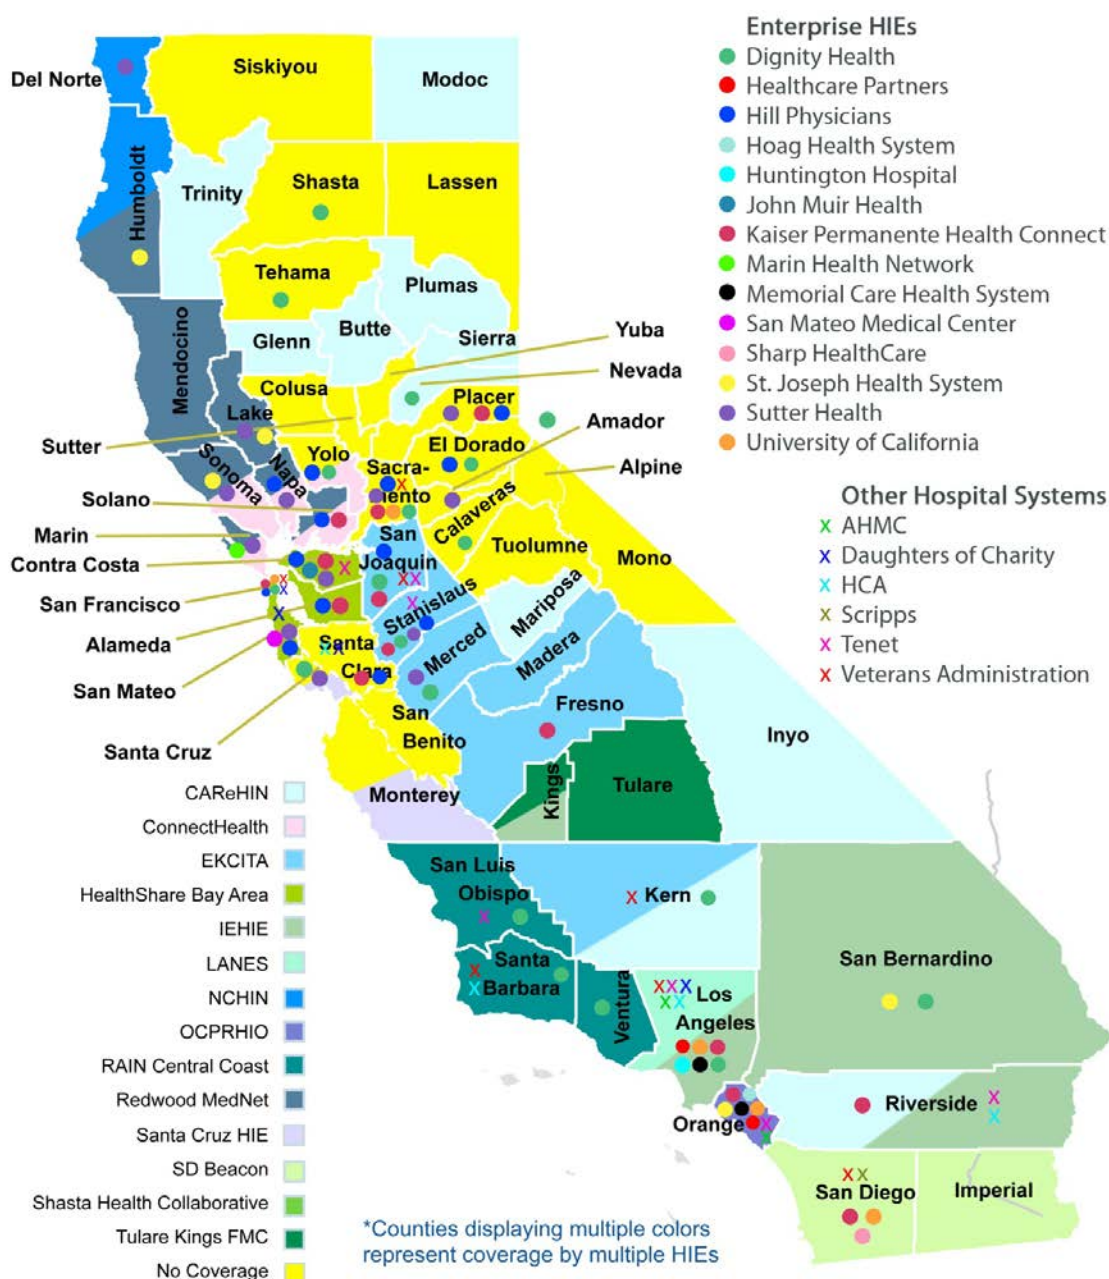 Enterprise HIEs
Dignity Health
Healthcare Partners
Hill Physicians
Hoag Health System
Huntington Hospital
John Muir Health
Kaiser Permanente Health Connect
Marin Health Network
Memorial Care Health System
San Mateo Medical Center
Sharp HealthCare
St. Joseph Health System
Sutter Health
University of California
Other Hospital Systems
X AHMC
X Daughters of Charity
X HCA
X Scripps
X Tenet
X Veterans Administration
Del Norte
Siskiyou
Modoc
Humboldt
Trinity
Shasta
Lassen
Tehama
Plumas
Mendocino
Glenn
Butte
Sierra
Yuba
Nevada
Colusa
Placer
Lake
Amador
Sutter
El Dorado
Yolo
Sonoma
Napa
Sacra-
mento
Alpine
Solano
Calaveras
Marin
San
Joaquin
Tuolumne
Mono
Contra Costa
San Francisco
Stanislaus
Mariposa
Alameda
Santa
Clara
Merced
Madera
San Mateo
San
Benito
Fresno
Inyo
Santa Cruz
Kings
Tulare
Monterey
San Luis
Obispo
Kern
Santa
Barbara
Ventura
Los
Angeles
San Bernardino
Orange
Riverside
San Diego
Imperial
CAReHIN
ConnectHealth
EKCITA
HealthShare Bay Area
IEHIE
LANES
NCHIN
OCPRHIO
RAIN Central Coast
Redwood MedNet
Santa Cruz HIE
SD Beacon
Shasta Health Collaborative
Tulare Kings FMC
No Coverage
*Counties displaying multiple colors
represent coverage by multiple HIEs